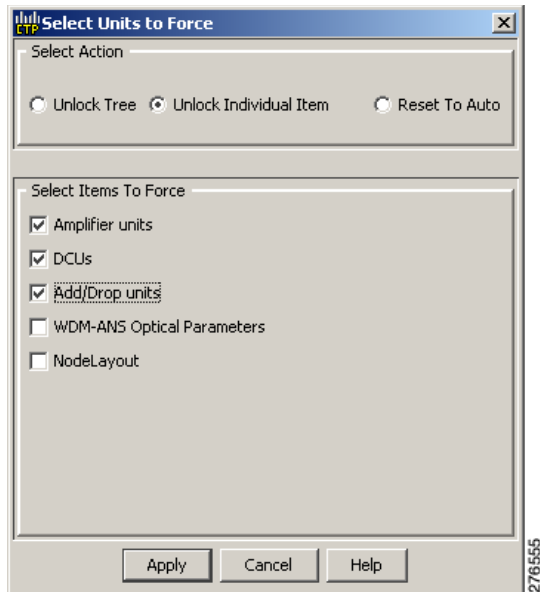 CTP Select Units to Force
Select Action
Unlock Tree Unlock Individual Item Reset To Auto
Select Items To Force
Amplifier units
DCUs
Add/Drop units
WDM-ANS Optical Parameters
NodeLayout
Apply Cancel Help
276555